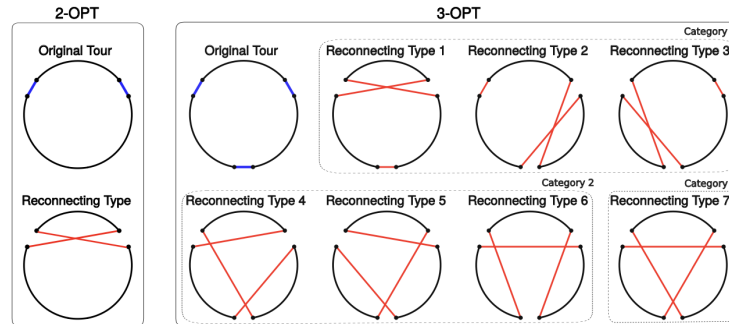 2-OPT
3-OPT
Original Tour
Original Tour
Category
Reconnecting Type 1
Reconnecting Type 2
Reconnecting Type 3
Reconnecting Type
Category 2
Category
Reconnecting Type 4
Reconnecting Type 5
Reconnecting Type 6
Reconnecting Type 7